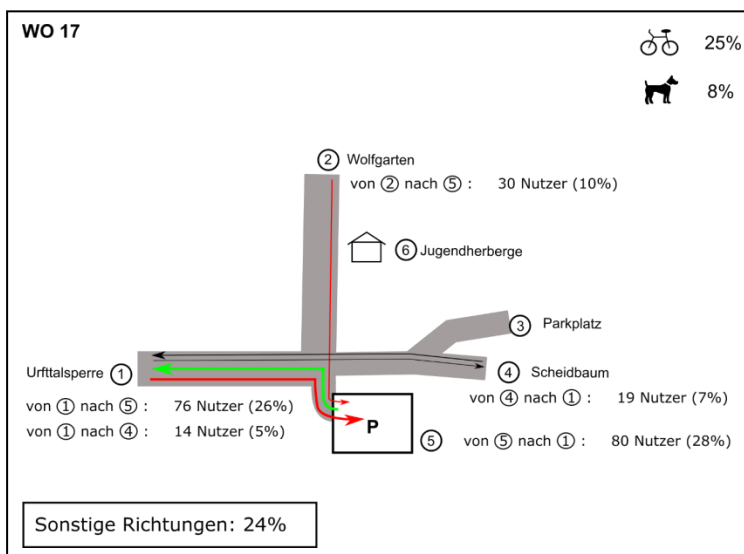 WO 17
25%
8%
② Wolfgarten
von ② nach ⑤ : 30 Nutzer (10%)
⑥ Jugendherberge
③ Parkplatz
Urfttalsperre ①
④ Scheidbaum
von ① nach ⑤ : 76 Nutzer (26%)
von ① nach ④ : 14 Nutzer (5%)
von ④ nach ① : 19 Nutzer (7%)
P
⑤ von ⑤ nach ① : 80 Nutzer (28%)
Sonstige Richtungen: 24%